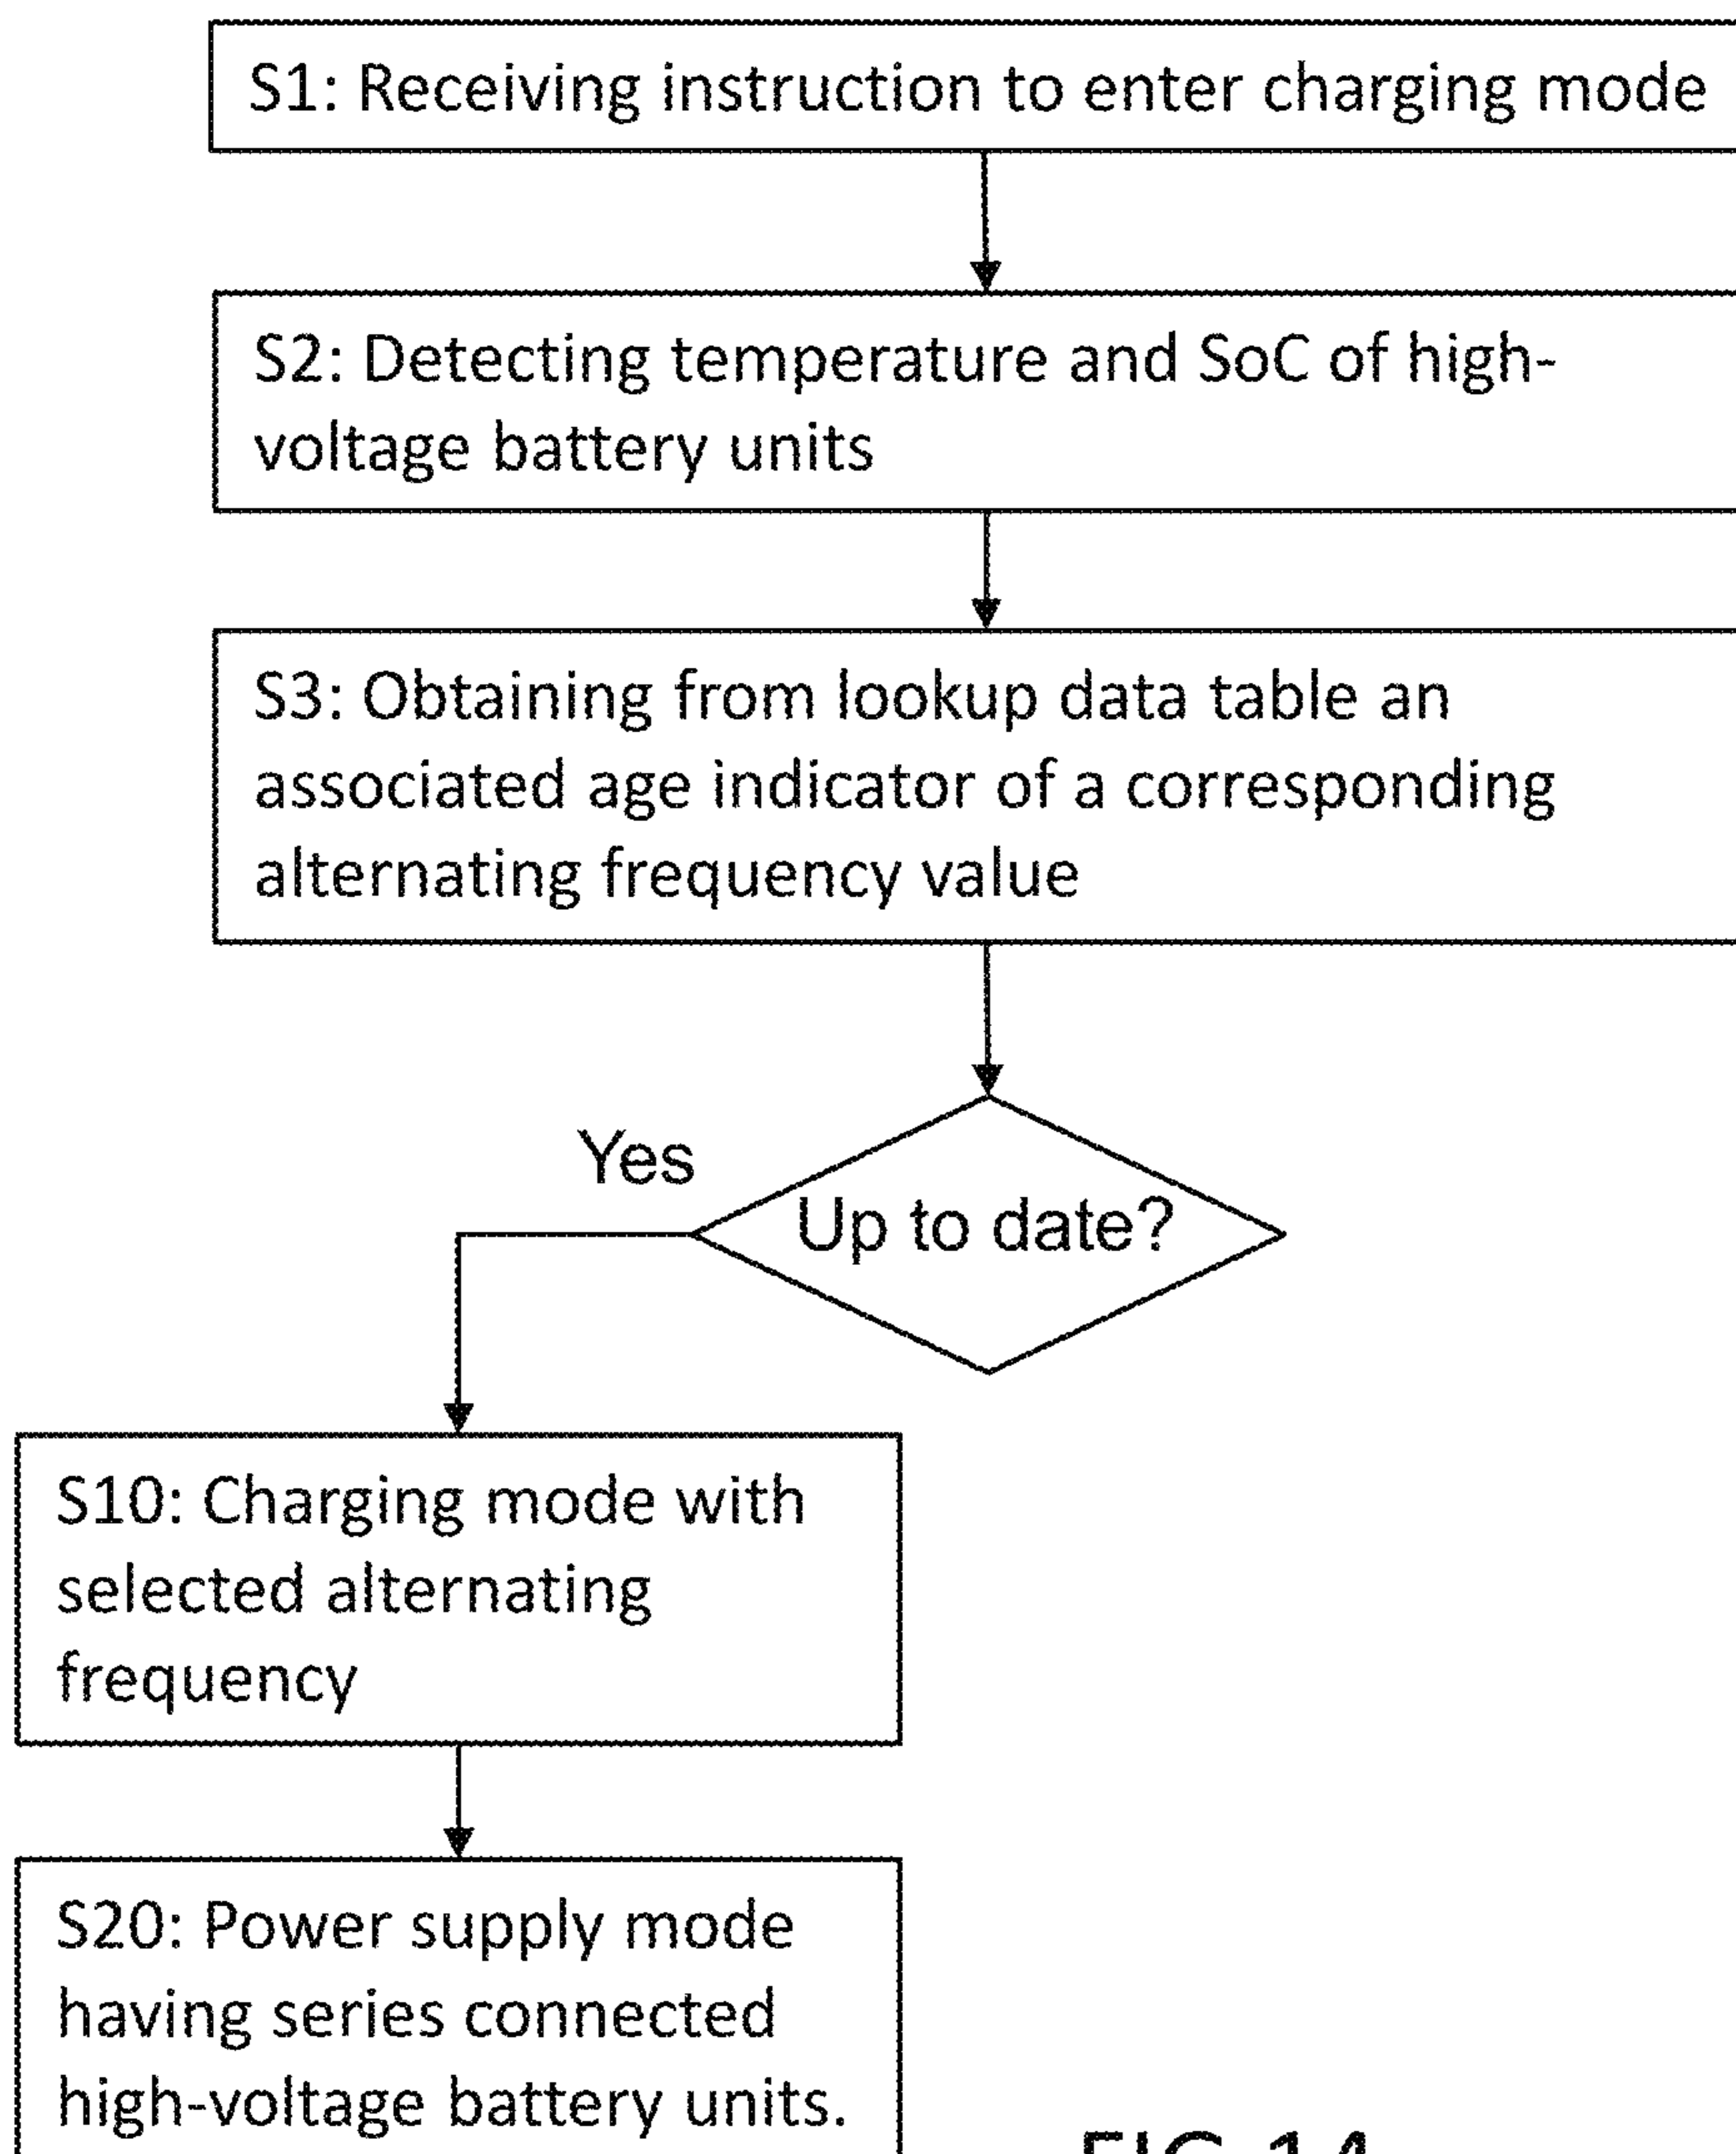 S1: Receiving instruction to enter charging mode
S2: Detecting temperature and SoC of high-
voltage battery units
S3: Obtaining from lookup data table an
associated age indicator of a corresponding
alternating frequency value
Yes
Up to date?
S10: Charging mode with
selected alternating
frequency
S20: Power supply mode
having series connected
high-voltage battery units.
FIG.14